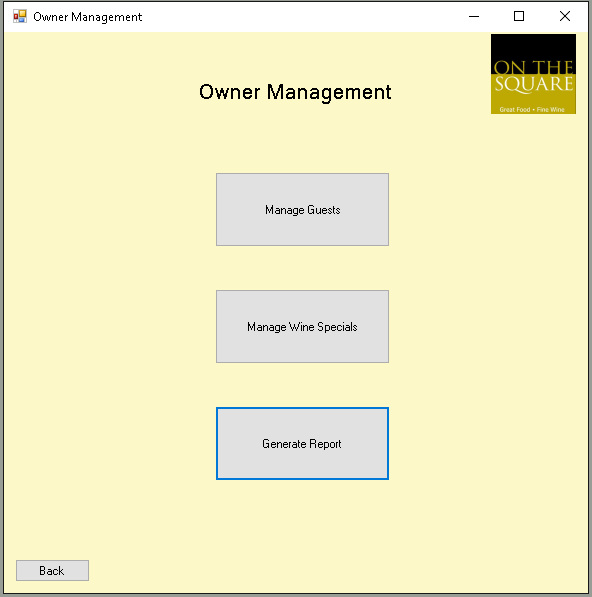 Owner Management
ON THE
SQUARE
Great Food • Fine Wine
Owner Management
Manage Guests
Manage Wine Specials
Generate Report
Back